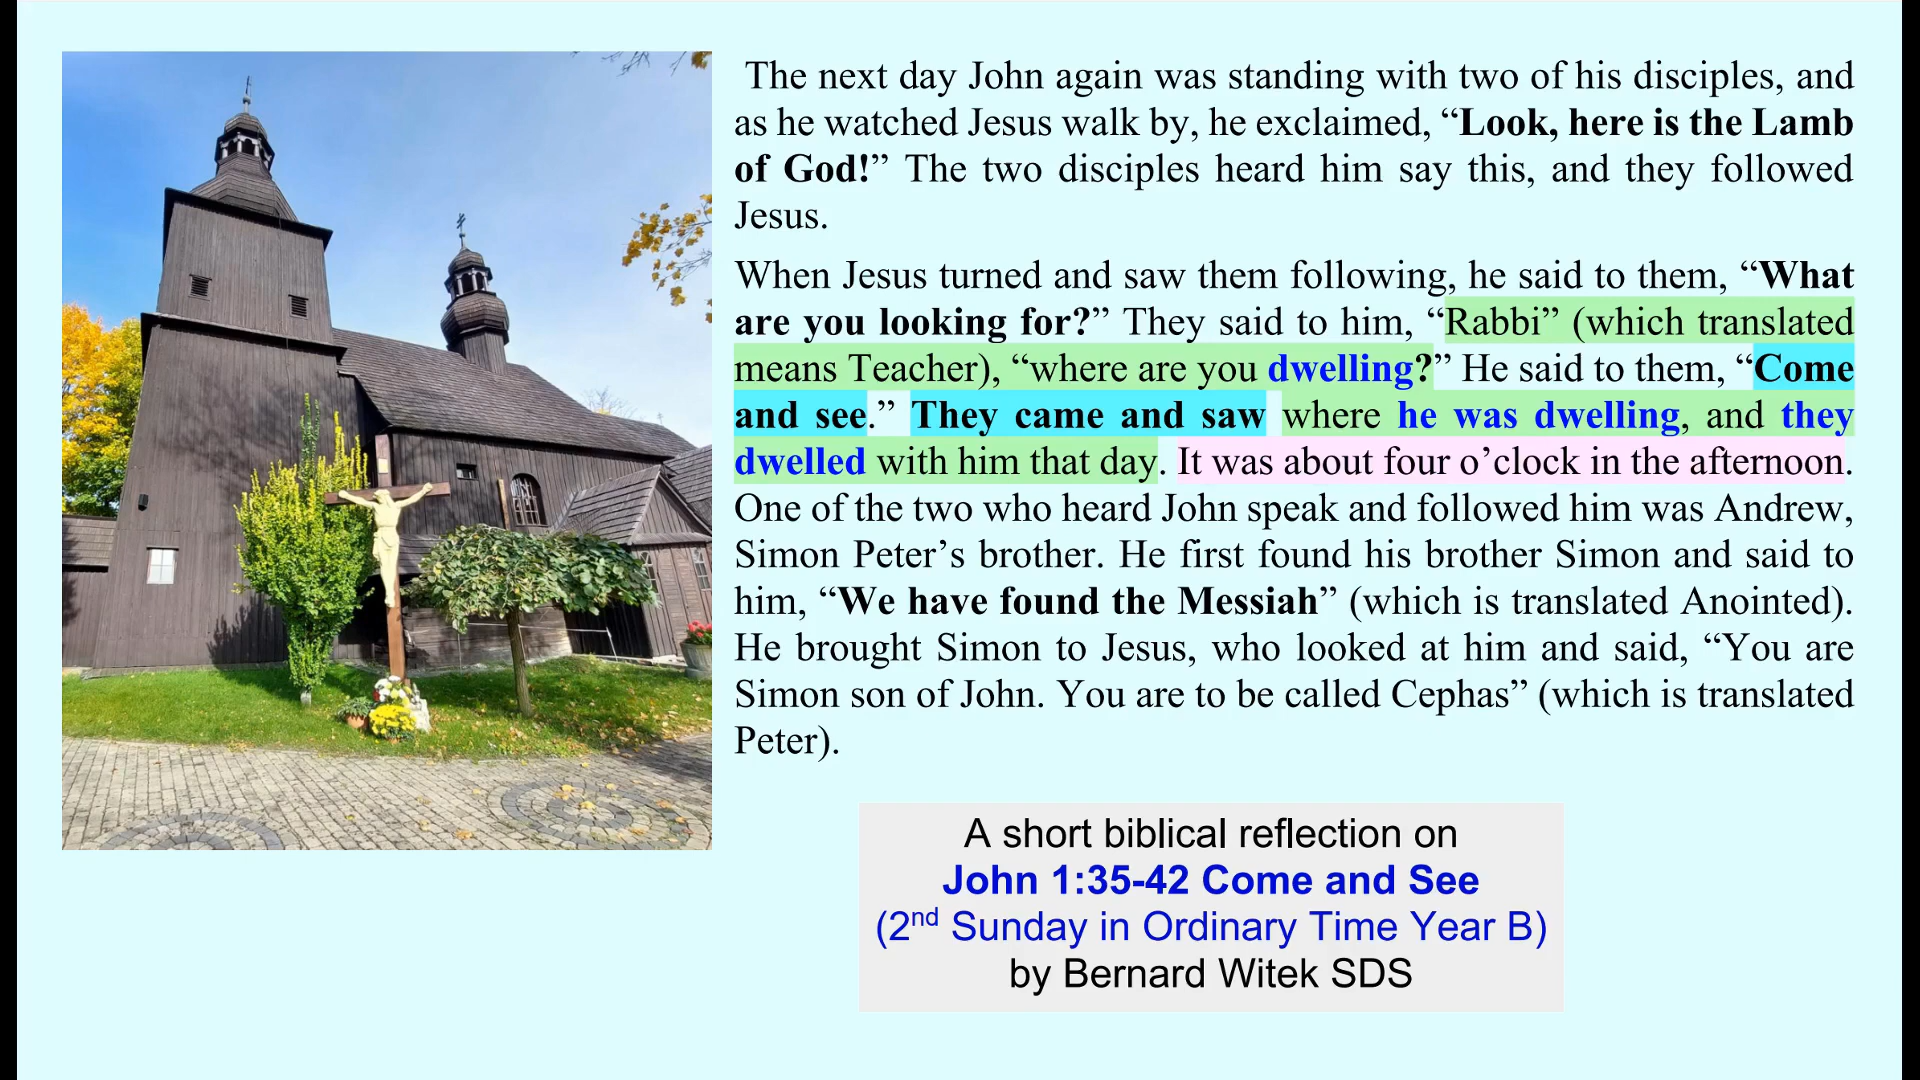 The next day John again was standing with two of his disciples, and
as he watched Jesus walk by, he exclaimed, “Look, here is the Lamb
of God!” The two disciples heard him say this, and they followed
Jesus.
When Jesus turned and saw them following, he said to them, “What
are you looking for?” They said to him, “Rabbi” (which translated
means Teacher), “where are you dwelling?” He said to them, “Come
and see.” They came and saw where he was dwelling, and they
dwelled with him that day. It was about four o’clock in the afternoon.
One of the two who heard John speak and followed him was Andrew,
Simon Peter’s brother. He first found his brother Simon and said to
him, “We have found the Messiah” (which is translated Anointed).
He brought Simon to Jesus, who looked at him and said, “You are
Simon son of John. You are to be called Cephas” (which is translated
Peter).
A short biblical reflection on
John 1:35-42 Come and See
(2nd Sunday in Ordinary Time Year B)
by Bernard Witek SDS